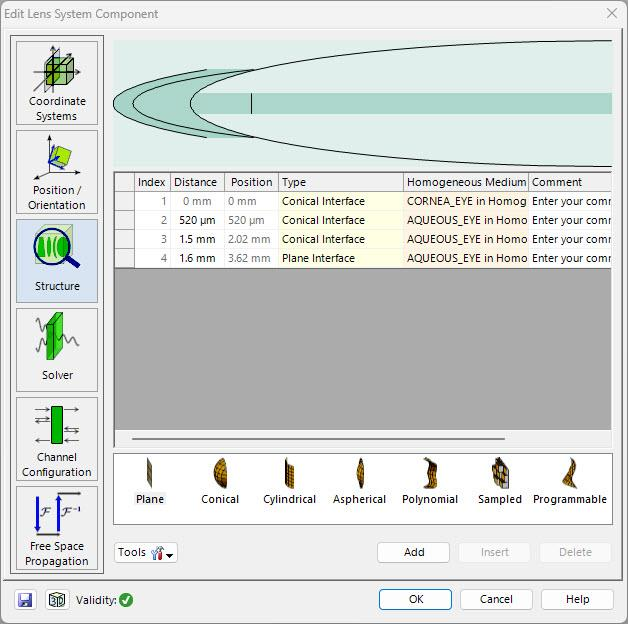 Edit Lens System Component
Coordinate
Systems
Position /
Orientation
Structure
Solver
Channel
Configuration
ℱ ℱ⁻¹
Free Space
Propagation
Index Distance Position Type Homogeneous Medium Comment
1 0 mm 0 mm Conical Interface CORNEA_EYE in Homog Enter your comr
2 520 µm 520 µm Conical Interface AQUEOUS_EYE in Homo Enter your comr
3 1.5 mm 2.02 mm Conical Interface AQUEOUS_EYE in Homo Enter your comr
4 1.6 mm 3.62 mm Plane Interface AQUEOUS_EYE in Homo Enter your comr
Plane Conical Cylindrical Aspherical Polynomial Sampled Programmable
Tools Add Insert Delete
3D Validity: OK Cancel Help